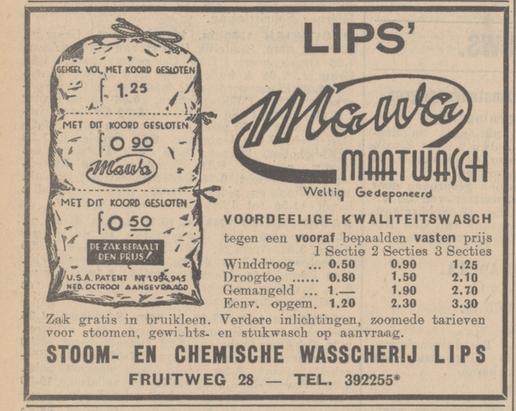 GEHEEL VOL, MET KOORD GESLOTEN
f. 1.25
MET DIT KOORD GESLOTEN
f. 0 90
Mawa
MET DIT KOORD GESLOTEN
f. 0 50
DE ZAK BEPAALT
DEN PRIJS!
U.S.A. PATENT Nr 1.994.945
NED. OCTROOI AANGEVRAAGD
LIPS'
Mawa
MAATWASCH
Weltig Gedeponeerd
VOORDEELIGE KWALITEITSWASCH
tegen een vooraf bepaalden vasten prijs
1 Sectie 2 Secties 3 Secties
Winddroog ... 0.50 0.90 1.25
Droogtoe ...... 0.80 1.50 2.10
Gemangeld ... 1.— 1.90 2.70
Eenv. opgem. 1.20 2.30 3.30
Zak gratis in bruikleen. Verdere inlichtingen, zoomede tarieven
voor stoomen, gewichts- en stukwasch op aanvraag.
STOOM- EN CHEMISCHE WASSCHERIJ LIPS
FRUITWEG 28 — TEL. 392255*